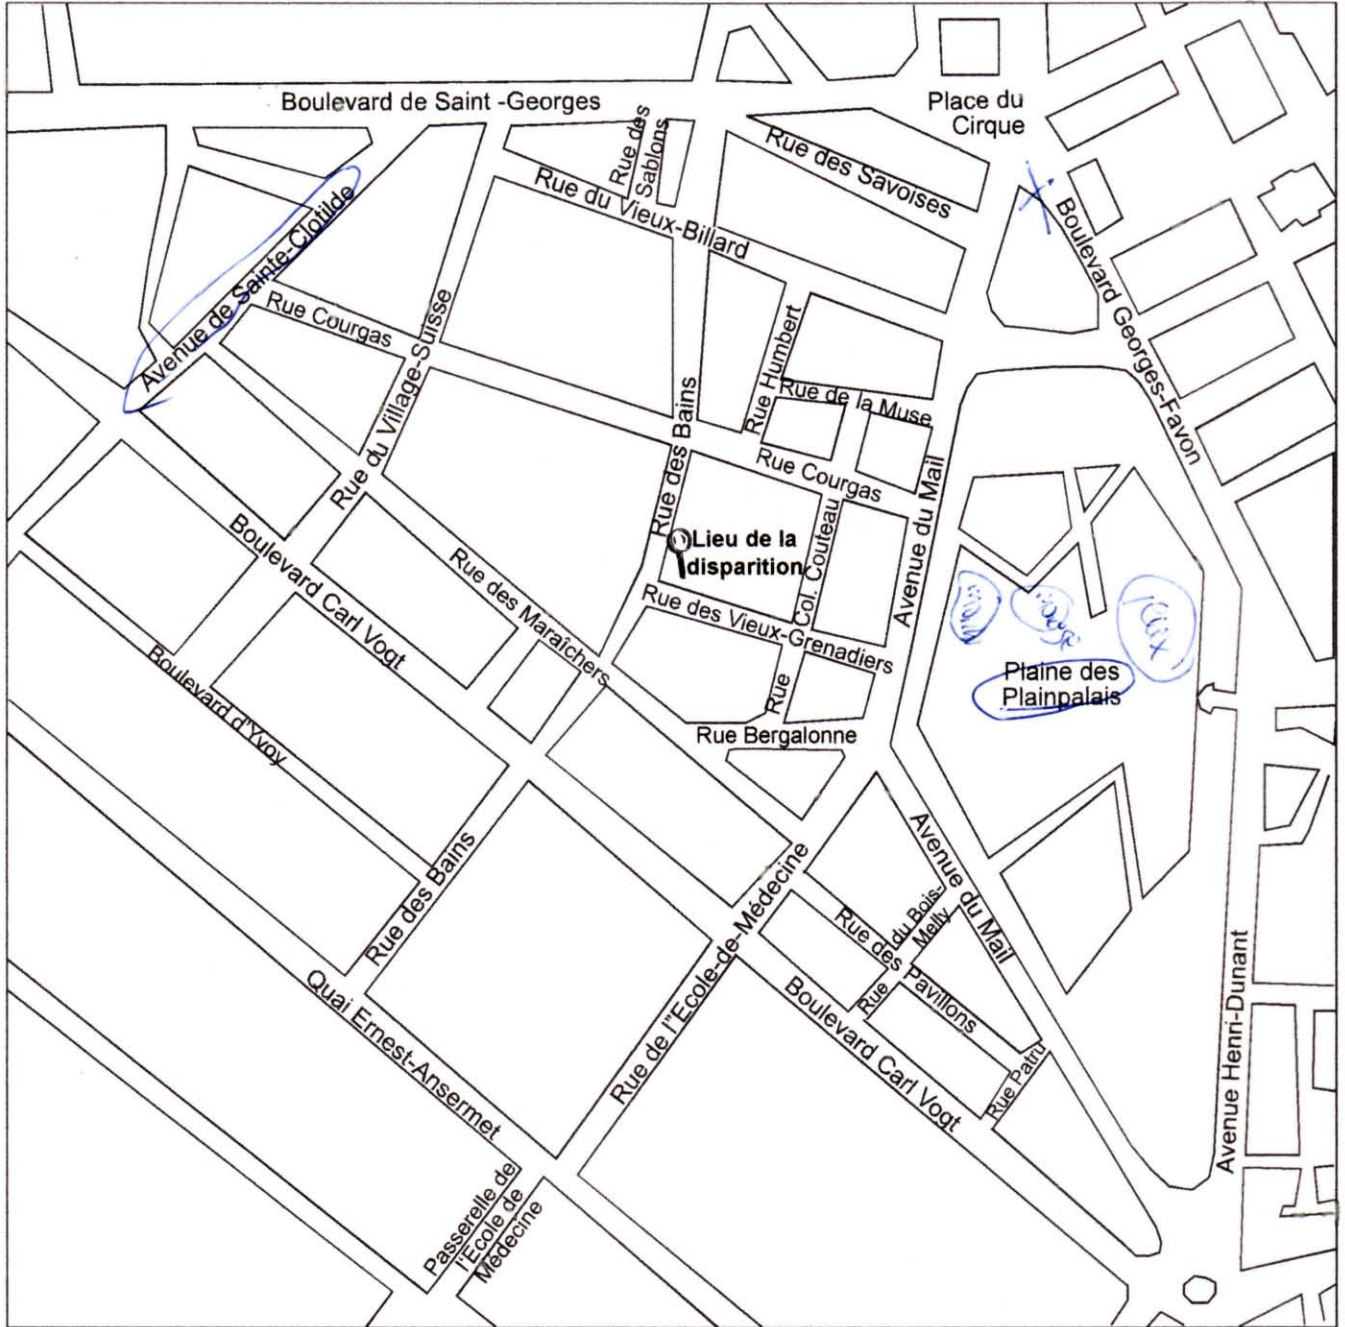 Boulevard de Saint -Georges
Place du
Cirque
Rue des
Sablons
Rue des Savoises
Rue du Vieux-Billard
Boulevard Georges-Favon
Avenue de Sainte-Clotilde
Rue Courgas
Rue du Village-Suisse
Rue Humbert
Rue de la Muse
Rue des Bains
Rue Courgas
Avenue du Mail
Lieu de la
disparition
Col. Couteau
Rue
Boulevard Carl Vogt
Rue des Maraîchers
Rue des Vieux-Grenadiers
Plaine des
Plainpalais
Boulevard d'Yvoy
Rue Bergalonne
Rue des Bains
Avenue du Mail
Rue du Bois-
Melly
Rue des Pavillons
Quai Ernest-Ansermet
Rue de l"Ecole-de-Médecine
Boulevard Carl Vogt
Rue Patru
Avenue Henri-Dunant
Passerelle de
l'Ecole de
Médecine